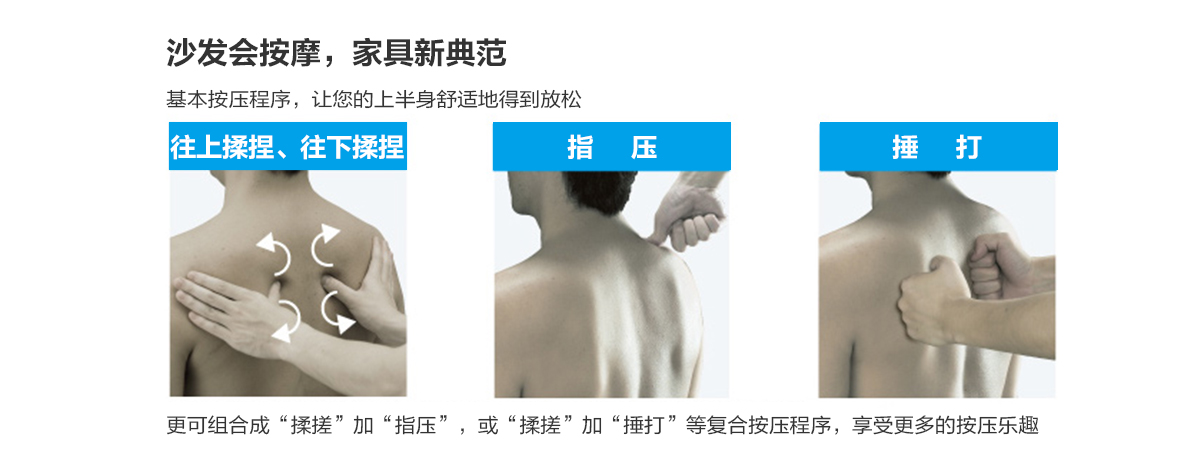 沙发会按摩，家具新典范
基本按压程序，让您的上半身舒适地得到放松
往上揉捏、往下揉捏
指 压
捶 打
更可组合成“揉搓”加“指压”，或“揉搓”加“捶打”等复合按压程序，享受更多的按压乐趣